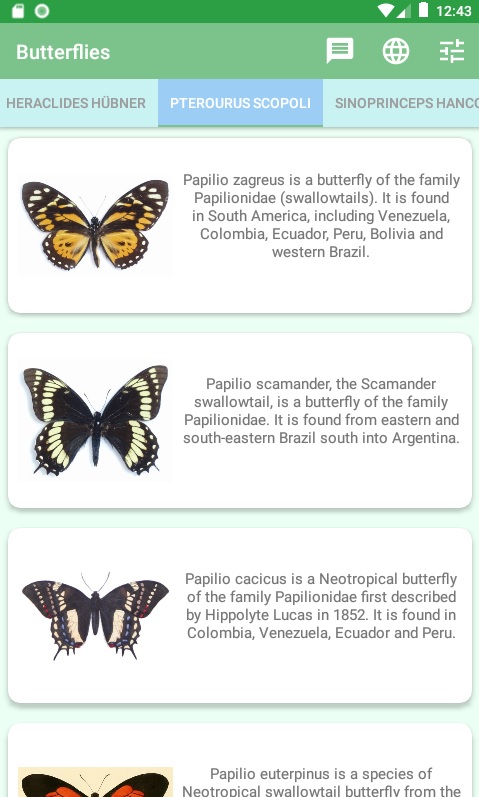 12:43
Butterflies
HERACLIDES HÜBNER
PTEROURUS SCOPOLI
SINOPRINCEPS HANCO
Papilio zagreus is a butterfly of the family
Papilionidae (swallowtails). It is found
in South America, including Venezuela,
Colombia, Ecuador, Peru, Bolivia and
western Brazil.
Papilio scamander, the Scamander
swallowtail, is a butterfly of the family
Papilionidae. It is found from eastern and
south-eastern Brazil south into Argentina.
Papilio cacicus is a Neotropical butterfly
of the family Papilionidae first described
by Hippolyte Lucas in 1852. It is found in
Colombia, Venezuela, Ecuador and Peru.
Papilio euterpinus is a species of
Neotropical swallowtail butterfly from the